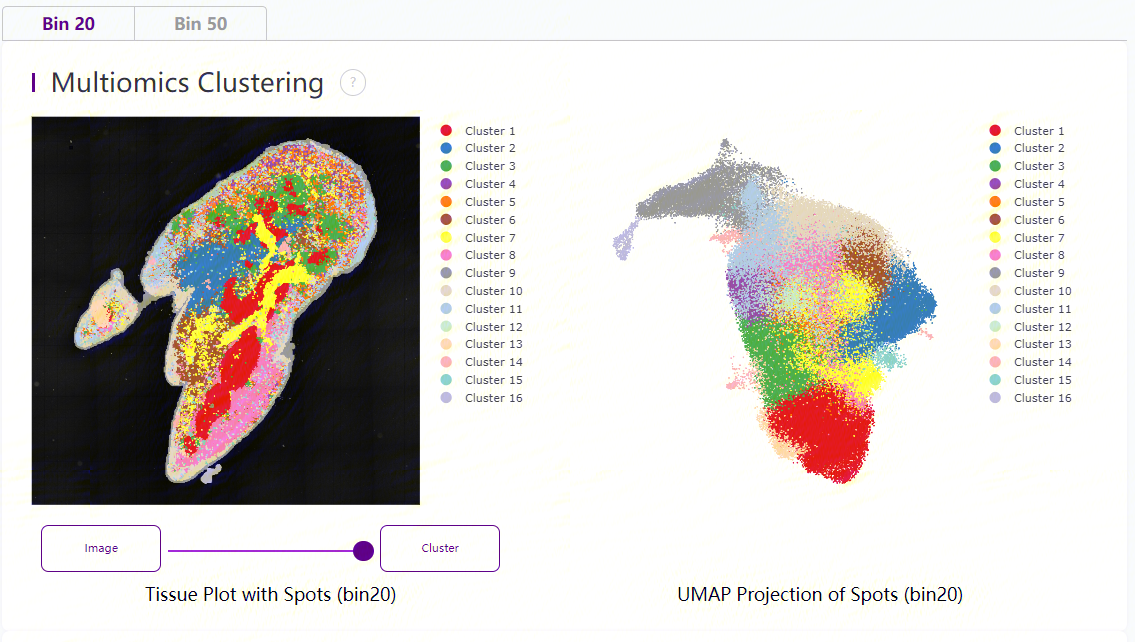 Bin 20
Bin 50
Multiomics Clustering ?
Cluster 1
Cluster 2
Cluster 3
Cluster 4
Cluster 5
Cluster 6
Cluster 7
Cluster 8
Cluster 9
Cluster 10
Cluster 11
Cluster 12
Cluster 13
Cluster 14
Cluster 15
Cluster 16
Image
Cluster
Tissue Plot with Spots (bin20)
Cluster 1
Cluster 2
Cluster 3
Cluster 4
Cluster 5
Cluster 6
Cluster 7
Cluster 8
Cluster 9
Cluster 10
Cluster 11
Cluster 12
Cluster 13
Cluster 14
Cluster 15
Cluster 16
UMAP Projection of Spots (bin20)